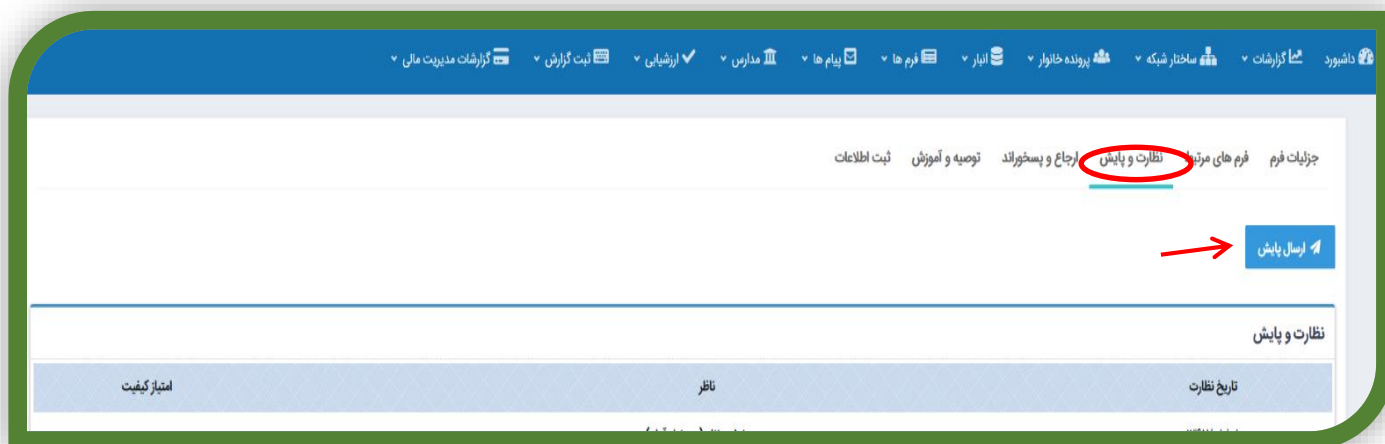 داشبورد گزارشات ساختار شبکه پرونده خانوار انبار فرم ها پیام ها مدارس ارزشیابی ثبت گزارش گزارشات مدیریت مالی
جزئیات فرم فرم های مرتبط نظارت و پایش ارجاع و پسخوراند توصیه و آموزش ثبت اطلاعات
ارسال پایش
نظارت و پایش
تاریخ نظارت ناظر امتیاز کیفیت